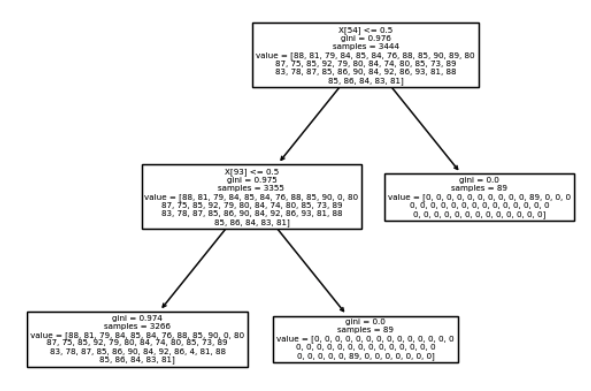 X[54] <= 0.5
gini = 0.976
samples = 3444
value = [88, 81, 79, 84, 85, 84, 76, 88, 85, 90, 89, 80
87, 75, 85, 92, 79, 80, 84, 74, 80, 85, 73, 89
83, 78, 87, 85, 86, 90, 84, 92, 86, 93, 81, 88
85, 86, 84, 83, 81]
X[93] <= 0.5
gini = 0.975
samples = 3355
value = [88, 81, 79, 84, 85, 84, 76, 88, 85, 90, 0, 80
87, 75, 85, 92, 79, 80, 84, 74, 80, 85, 73, 89
83, 78, 87, 85, 86, 90, 84, 92, 86, 93, 81, 88
85, 86, 84, 83, 81]
gini = 0.0
samples = 89
value = [0, 0, 0, 0, 0, 0, 0, 0, 0, 0, 89, 0, 0, 0
0, 0, 0, 0, 0, 0, 0, 0, 0, 0, 0, 0, 0
0, 0, 0, 0, 0, 0, 0, 0, 0, 0, 0, 0, 0]
gini = 0.974
samples = 3266
value = [88, 81, 79, 84, 85, 84, 76, 88, 85, 90, 0, 80
87, 75, 85, 92, 79, 80, 84, 74, 80, 85, 73, 89
83, 78, 87, 85, 86, 90, 84, 92, 86, 4, 81, 88
85, 86, 84, 83, 81]
gini = 0.0
samples = 89
value = [0, 0, 0, 0, 0, 0, 0, 0, 0, 0, 0, 0, 0, 0
0, 0, 0, 0, 0, 0, 0, 0, 0, 0, 0, 0, 0, 0
0, 0, 0, 0, 0, 89, 0, 0, 0, 0, 0, 0, 0]